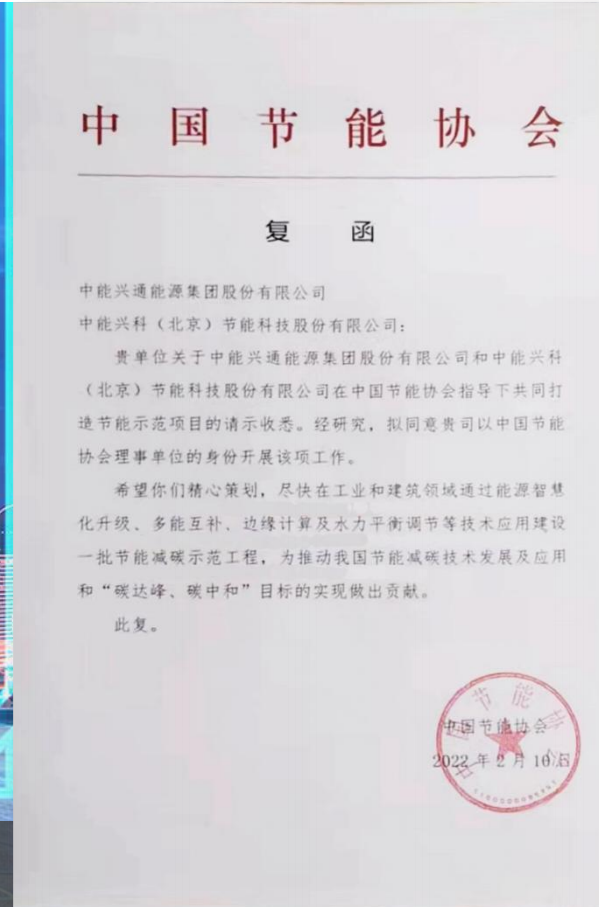 中国节能协会
复函
中能兴通能源集团股份有限公司
中能兴科（北京）节能科技股份有限公司：
贵单位关于中能兴通能源集团股份有限公司和中能兴科
（北京）节能科技股份有限公司在中国节能协会指导下共同打
造节能示范项目的请示收悉。经研究，拟同意贵司以中国节能
协会理事单位的身份开展该项工作。
希望你们精心策划，尽快在工业和建筑领域通过能源智慧
化升级、多能互补、边缘计算及水力平衡调节等技术应用建设
一批节能减碳示范工程，为推动我国节能减碳技术发展及应用
和“碳达峰、碳中和”目标的实现做出贡献。
此复。
中国节能协会
中国节能协会
2022年2月10日